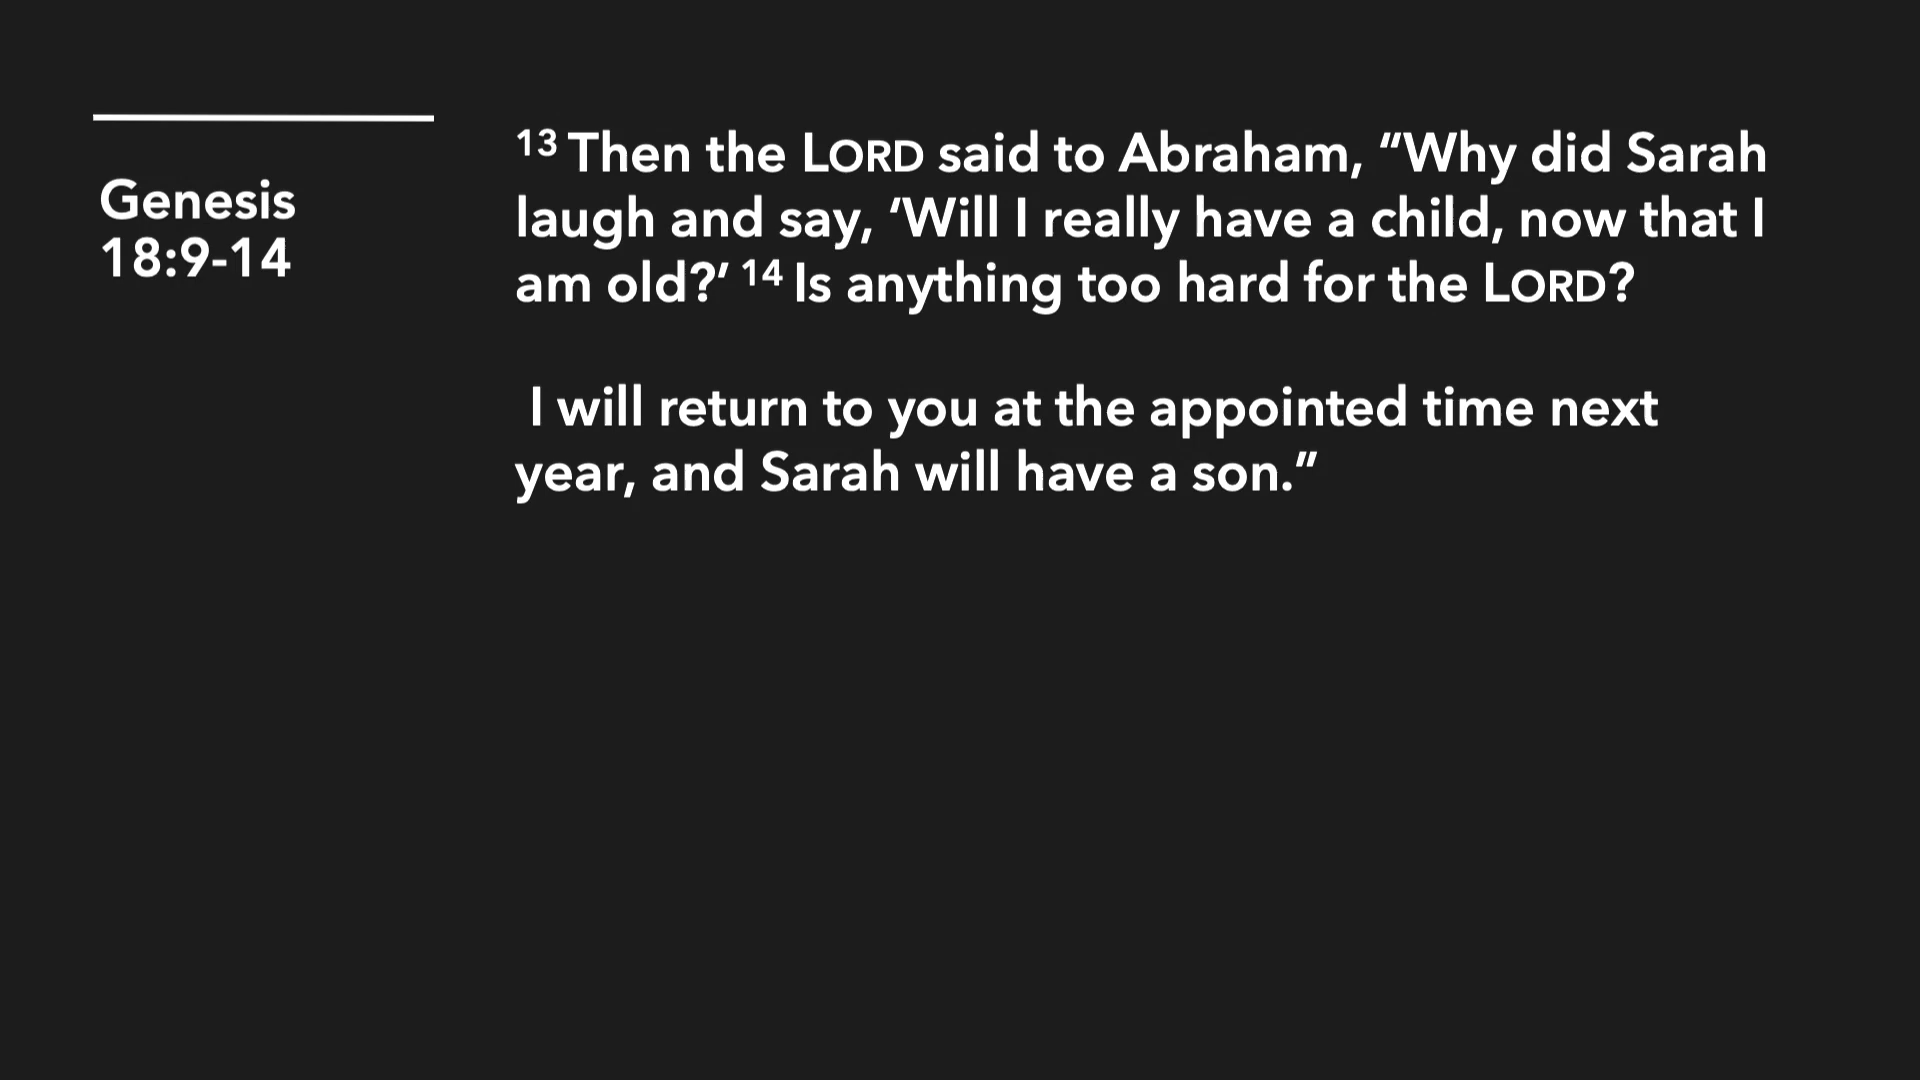 Genesis
18:9-14
13 Then the LORD said to Abraham, “Why did Sarah
laugh and say, ‘Will I really have a child, now that I
am old?’ 14 Is anything too hard for the LORD?
I will return to you at the appointed time next
year, and Sarah will have a son.”